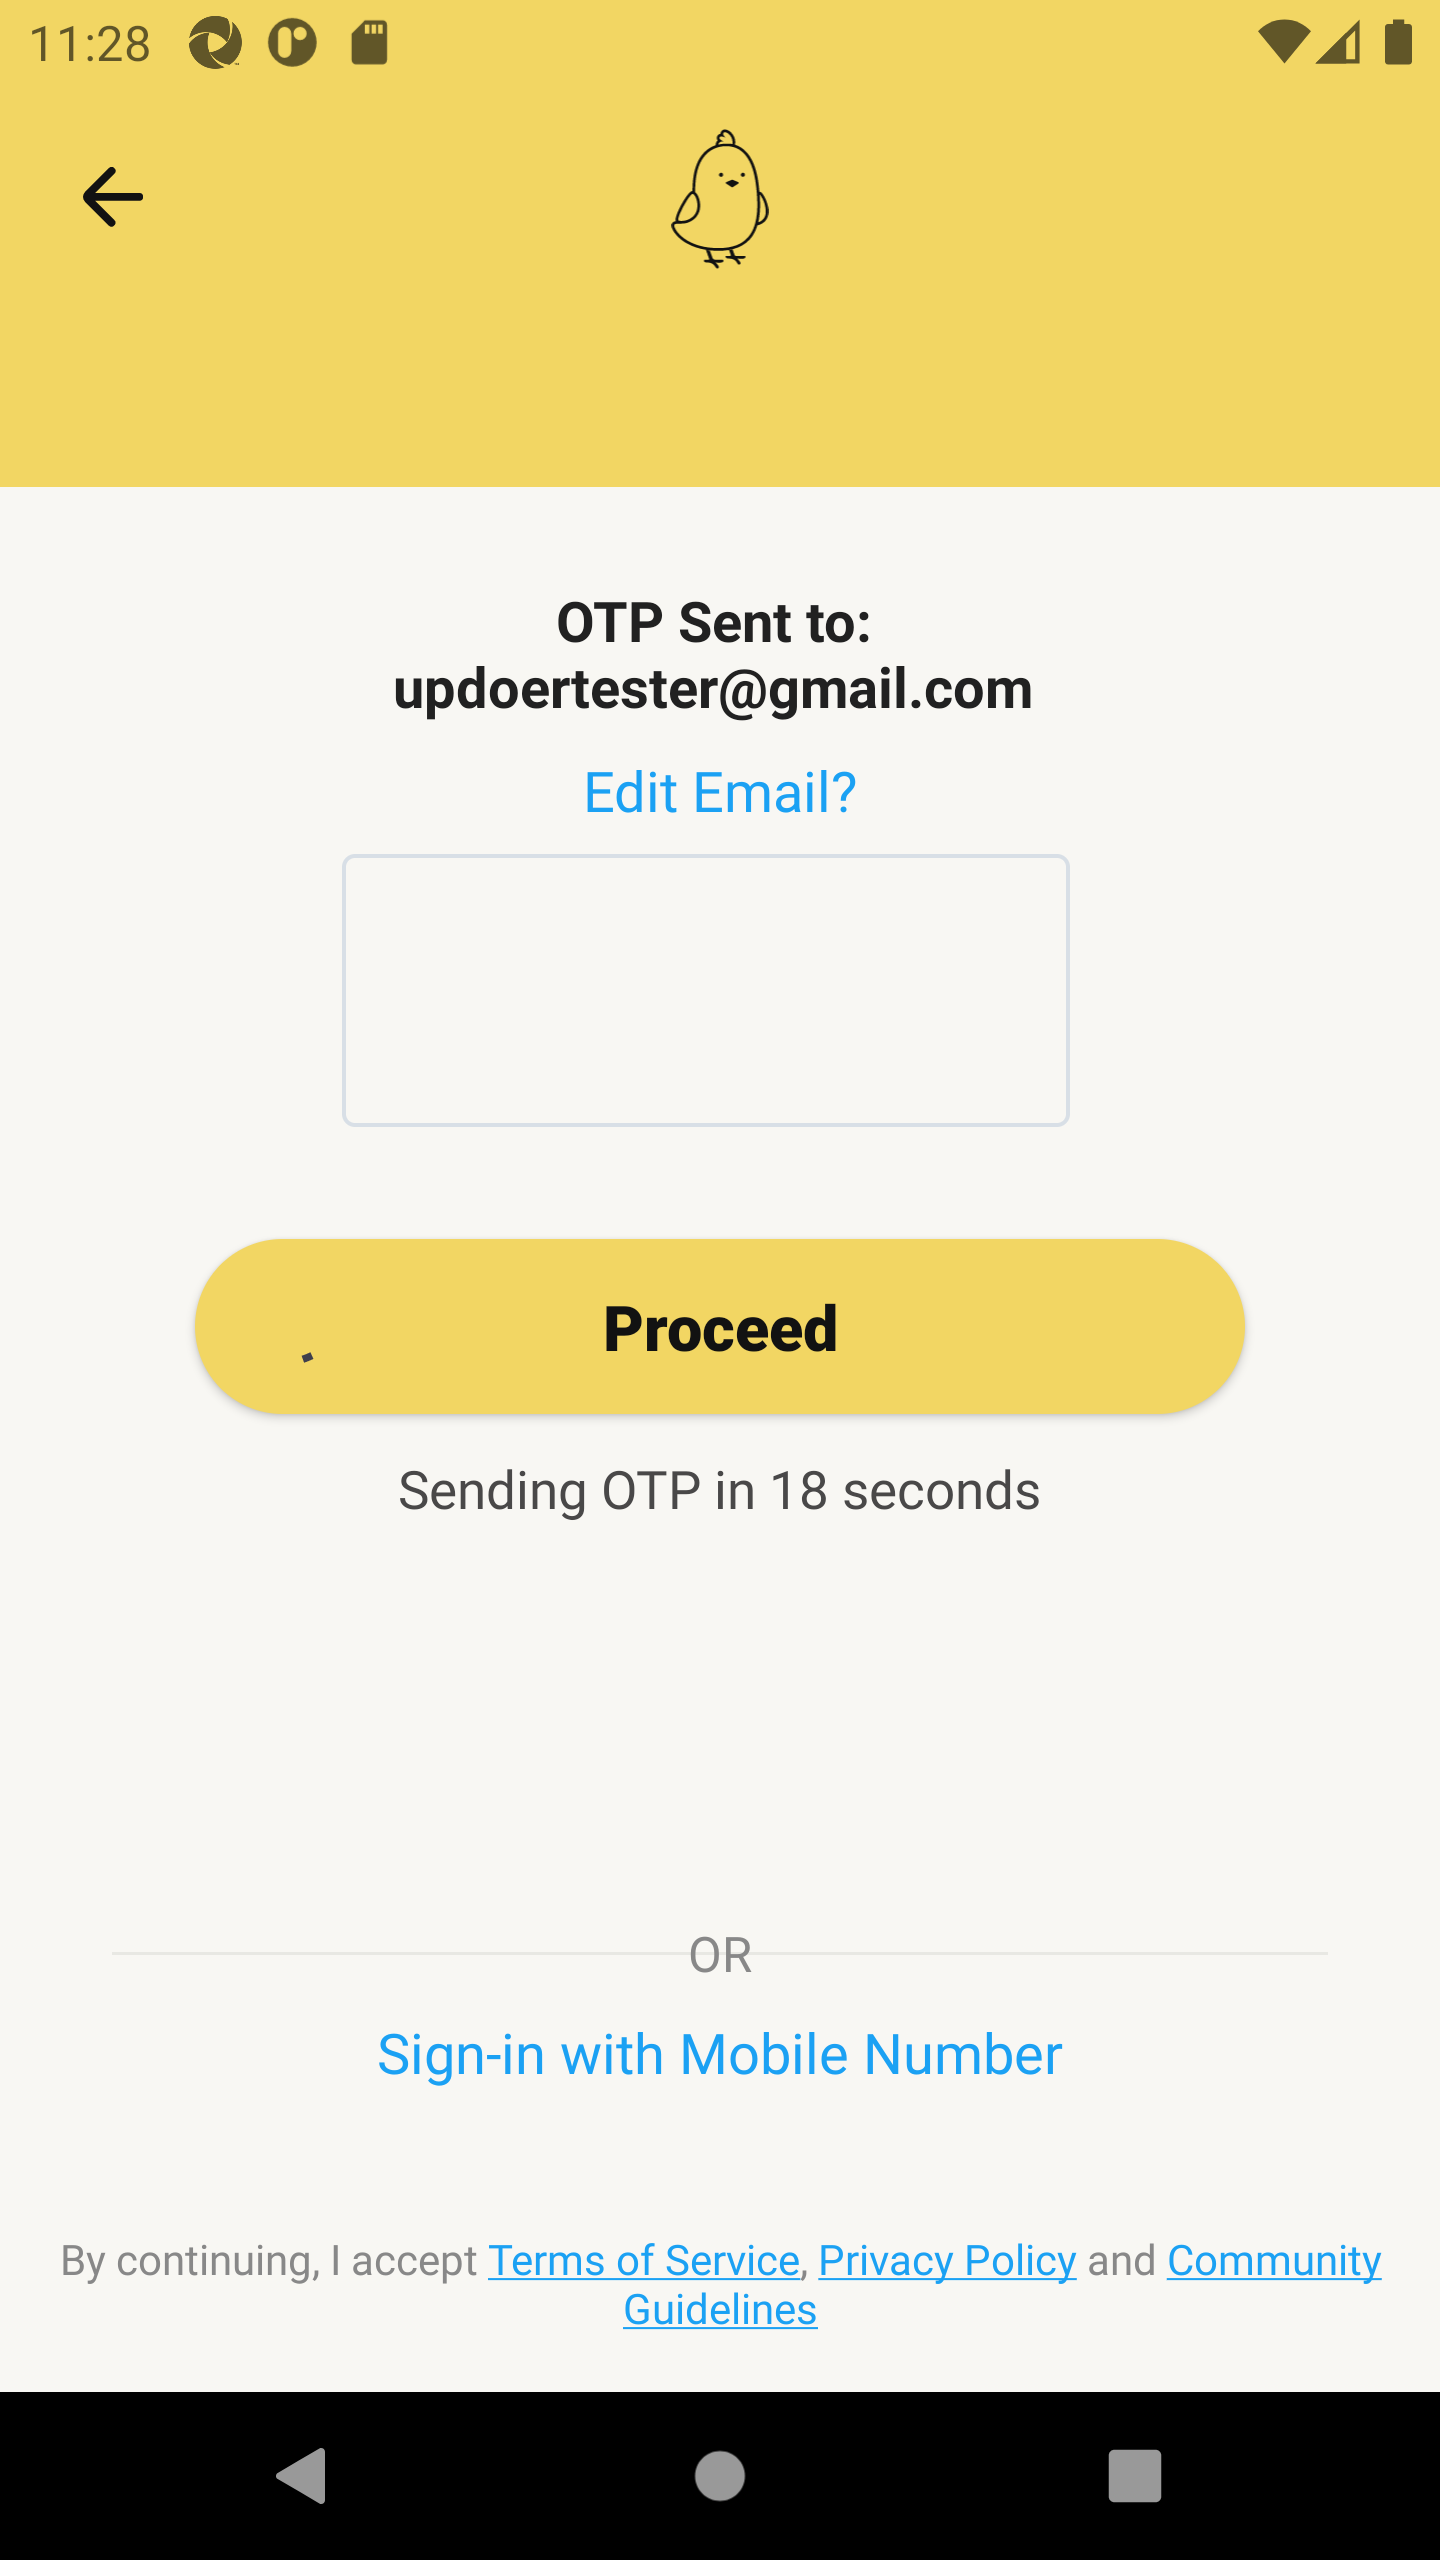 11:28
OTP Sent to:
updoertester@gmail.com
Edit Email?
Proceed
Sending OTP in 18 seconds
OR
Sign-in with Mobile Number
By continuing, I accept Terms of Service, Privacy Policy and Community
Guidelines